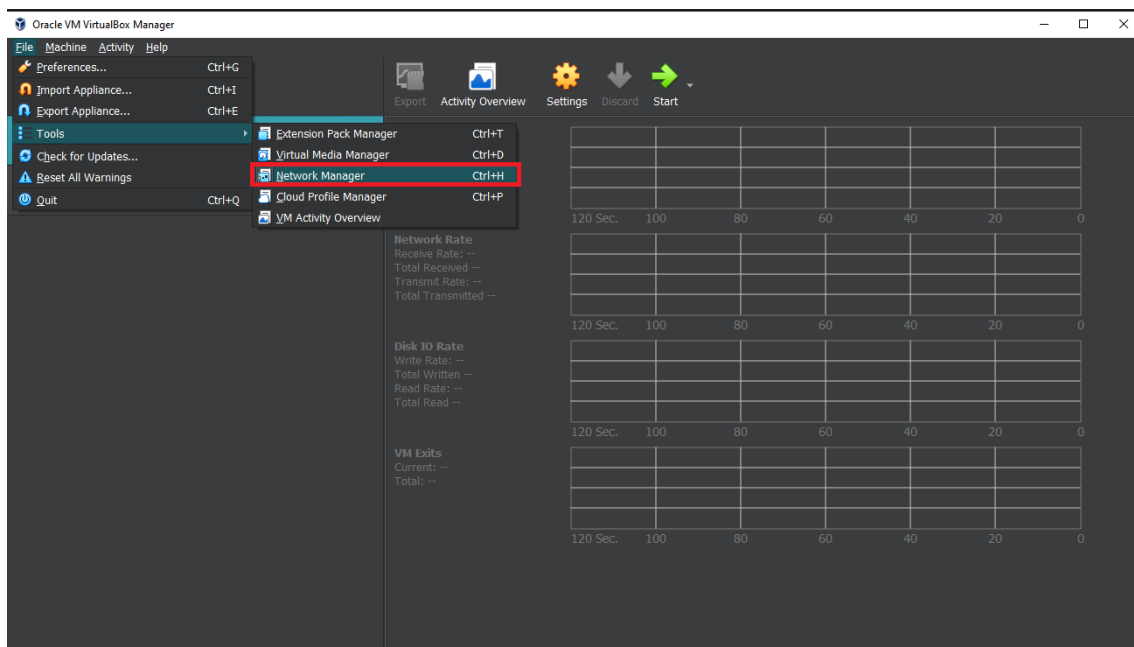 Oracle VM VirtualBox Manager
File Machine Activity Help
Preferences... Ctrl+G
Import Appliance... Ctrl+I
Export Appliance... Ctrl+E
Tools
Check for Updates...
Reset All Warnings
Quit Ctrl+Q
Extension Pack Manager Ctrl+T
Virtual Media Manager Ctrl+D
Network Manager Ctrl+H
Cloud Profile Manager Ctrl+P
VM Activity Overview
Export Activity Overview Settings Discard Start
120 Sec. 100 80 60 40 20 0
Network Rate
Receive Rate: --
Total Received --
Transmit Rate: --
Total Transmitted --
120 Sec. 100 80 60 40 20 0
Disk IO Rate
Write Rate: --
Total Written --
Read Rate: --
Total Read --
120 Sec. 100 80 60 40 20 0
VM Exits
Current: --
Total: --
120 Sec. 100 80 60 40 20 0